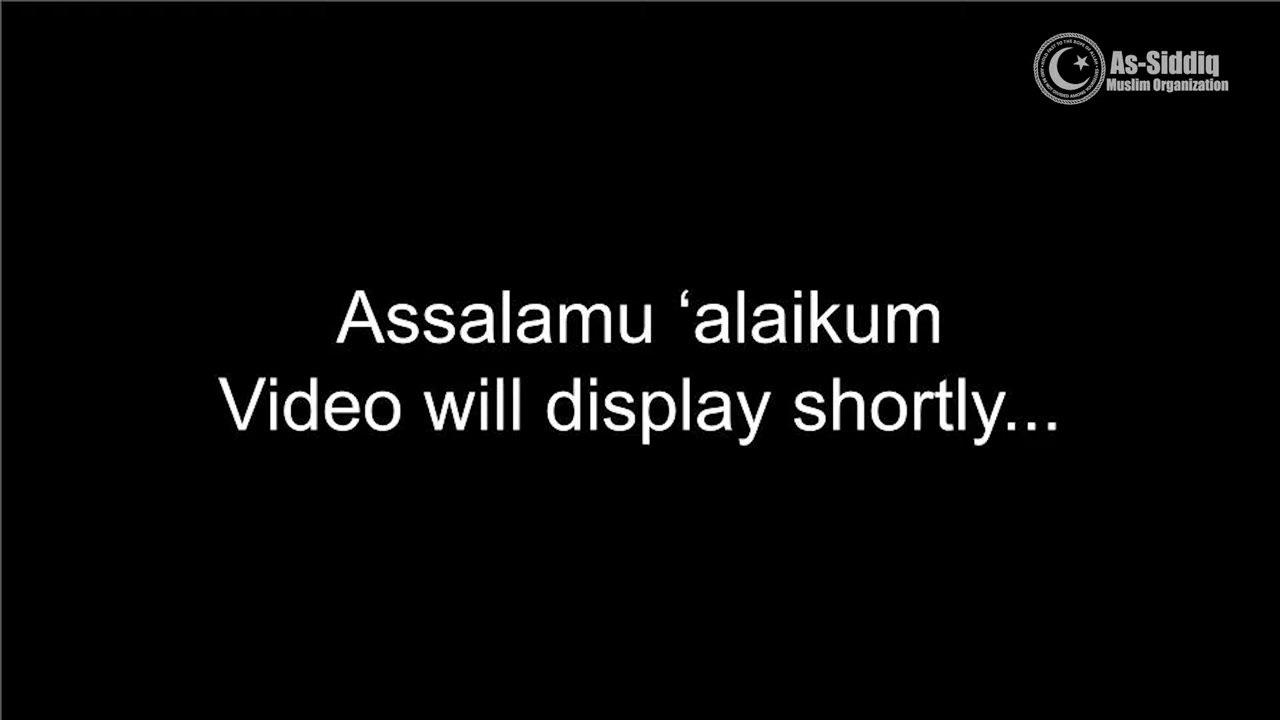 As-Siddiq
Muslim Organization
Assalamu ‘alaikum
Video will display shortly...